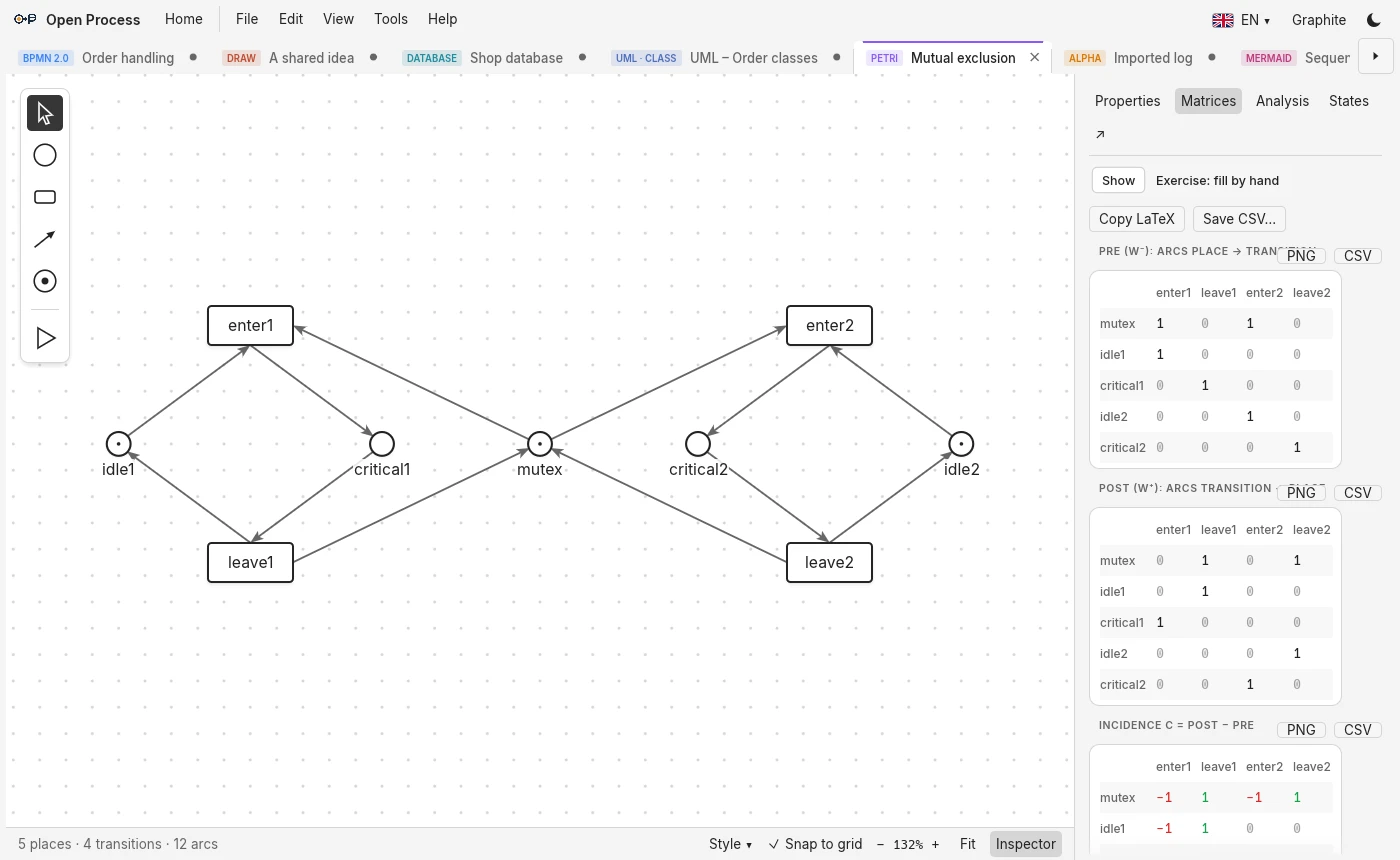 Open Process Home File Edit View Tools Help EN ▾ Graphite
BPMN 2.0 Order handling DRAW A shared idea DATABASE Shop database UML · CLASS UML – Order classes PETRI Mutual exclusion × ALPHA Imported log MERMAID Sequer
Properties Matrices Analysis States
↗
Show Exercise: fill by hand
Copy LaTeX Save CSV...
PRE (W⁻): ARCS PLACE → TRANSITION PNG CSV
enter1 leave1 enter2 leave2
mutex 1 0 1 0
idle1 1 0 0 0
critical1 0 1 0 0
idle2 0 0 1 0
critical2 0 0 0 1
POST (W⁺): ARCS TRANSITION PNG CSV
enter1 leave1 enter2 leave2
mutex 0 1 0 1
idle1 0 1 0 0
critical1 1 0 0 0
idle2 0 0 0 1
critical2 0 0 1 0
INCIDENCE C = POST − PRE PNG CSV
enter1 leave1 enter2 leave2
mutex −1 1 −1 1
idle1 −1 1 0 0
enter1 enter2
idle1 critical1 mutex critical2 idle2
leave1 leave2
5 places · 4 transitions · 12 arcs Style ▾ ✓ Snap to grid − 132% + Fit Inspector